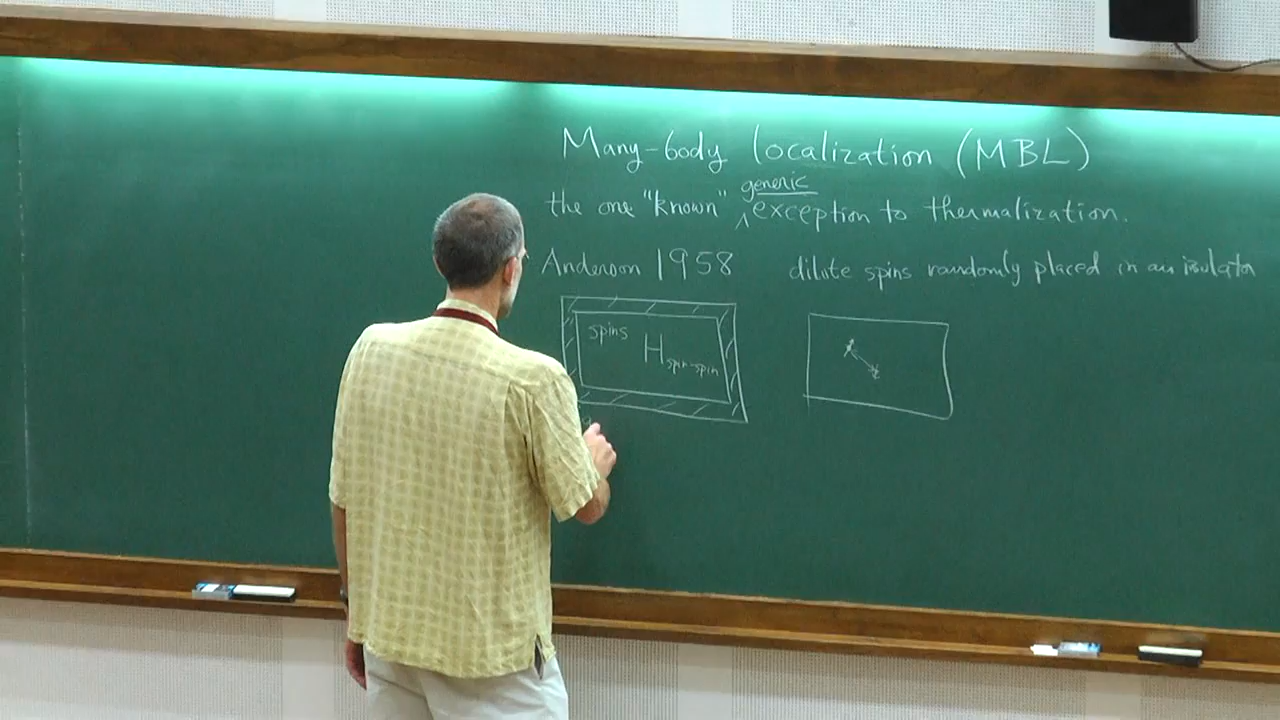 Many-body localization (MBL)
the one "known" generic exception to thermalization.
Anderson 1958 dilute spins randomly placed in an insulator
spins
H spin-spin